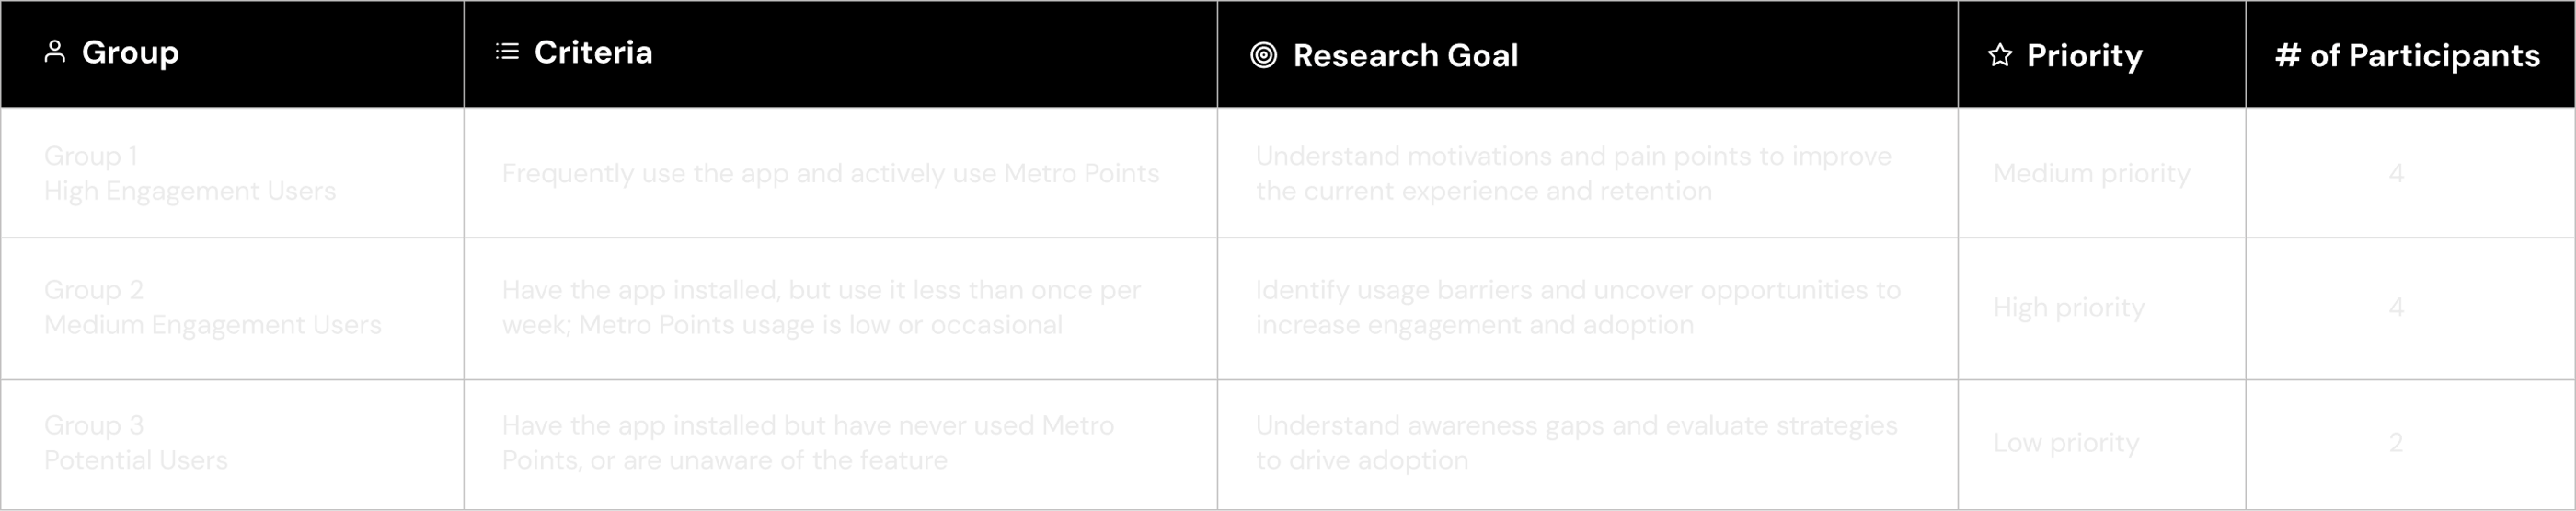 Group
Criteria
Research Goal
Priority
# of Participants
Group 1
High Engagement Users
Frequently use the app and actively use Metro Points
Understand motivations and pain points to improve
the current experience and retention
Medium priority
4
Group 2
Medium Engagement Users
Have the app installed, but use it less than once per
week; Metro Points usage is low or occasional
Identify usage barriers and uncover opportunities to
increase engagement and adoption
High priority
4
Group 3
Potential Users
Have the app installed but have never used Metro
Points, or are unaware of the feature
Understand awareness gaps and evaluate strategies
to drive adoption
Low priority
2